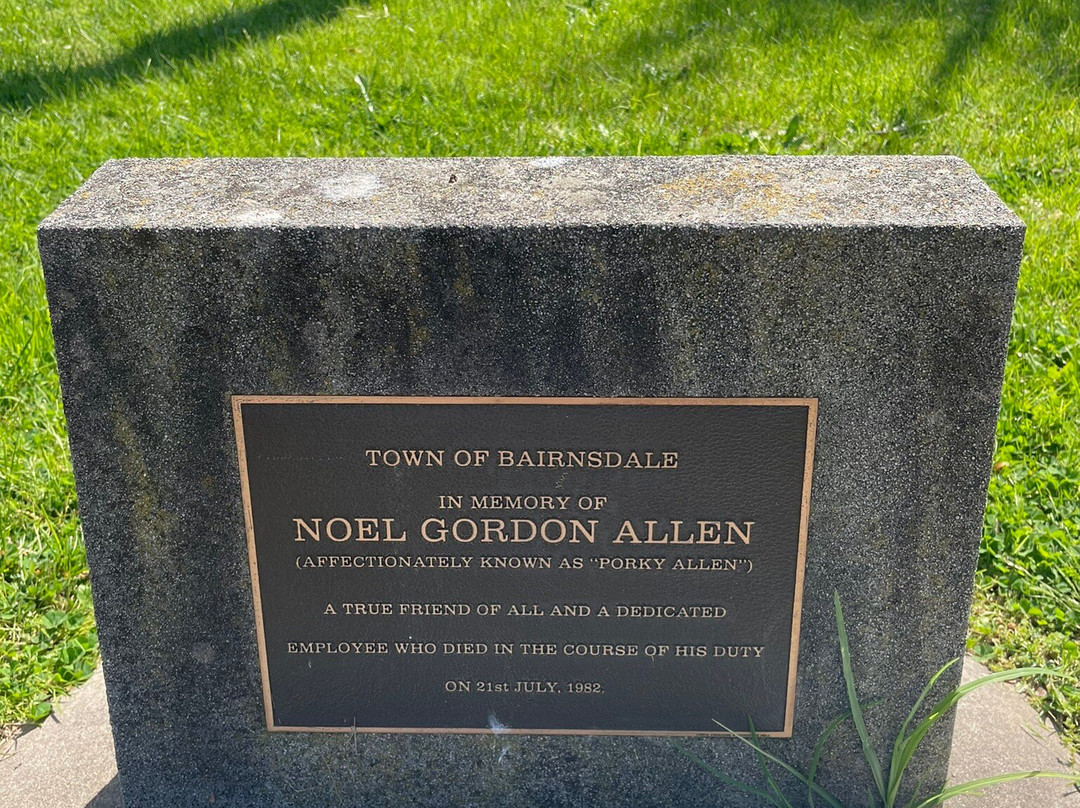 TOWN OF BAIRNSDALE
IN MEMORY OF
NOEL GORDON ALLEN
(AFFECTIONATELY KNOWN AS "PORKY ALLEN")
A TRUE FRIEND OF ALL AND A DEDICATED
EMPLOYEE WHO DIED IN THE COURSE OF HIS DUTY
ON 21st JULY, 1982.